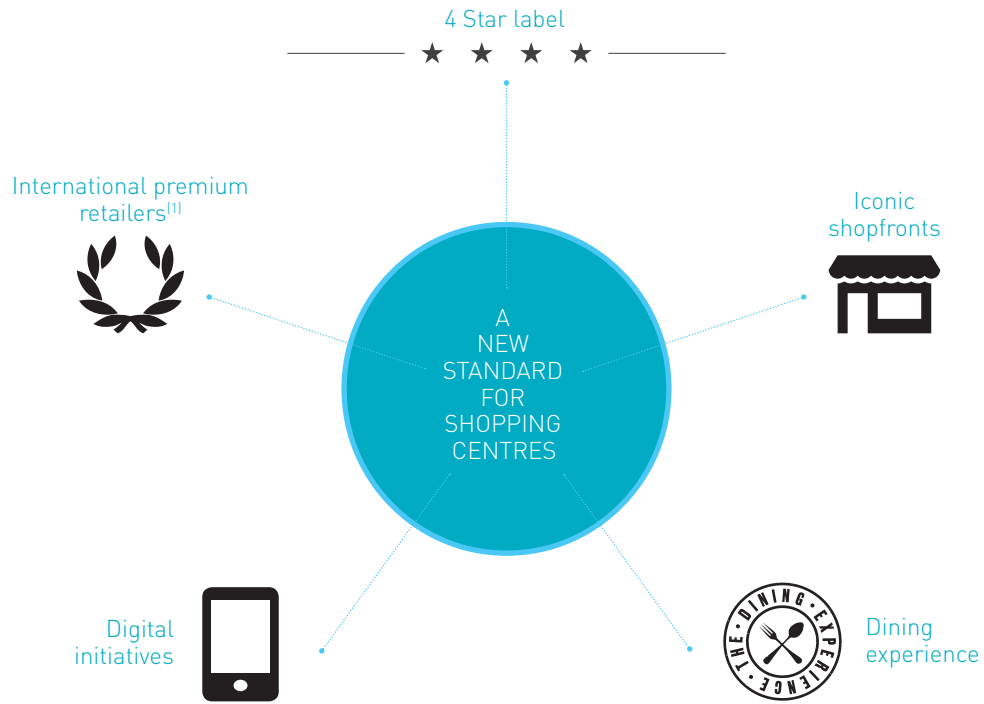 4 Star label
International premium
retailers(1)
Iconic
shopfronts
A
NEW
STANDARD
FOR
SHOPPING
CENTRES
Digital
initiatives
THE · DINING · EXPERIENCE ·
Dining
experience